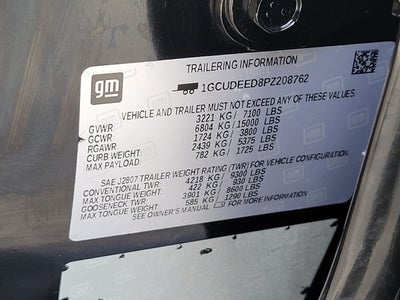 gm
TRAILERING INFORMATION
1GCUDEED8PZ208762
VEHICLE AND TRAILER MUST NOT EXCEED ANY OF THESE VALUES
GVWR: 3221 KG / 7100 LBS
GCWR: 6804 KG / 15000 LBS
RGAWR: 1724 KG / 3800 LBS
CURB WEIGHT: 2439 KG / 5375 LBS
MAX PAYLOAD: 782 KG / 1725 LBS
SAE J2807 TRAILER WEIGHT RATING (TWR) FOR VEHICLE CONFIGURATION.
CONVENTIONAL TWR: 4218 KG / 9300 LBS
MAX TONGUE WEIGHT: 422 KG / 930 LBS
GOOSENECK TWR: 3901 KG / 8600 LBS
MAX TONGUE WEIGHT: 585 KG / 1290 LBS
SEE OWNER'S MANUAL FOR MORE INFORMATION